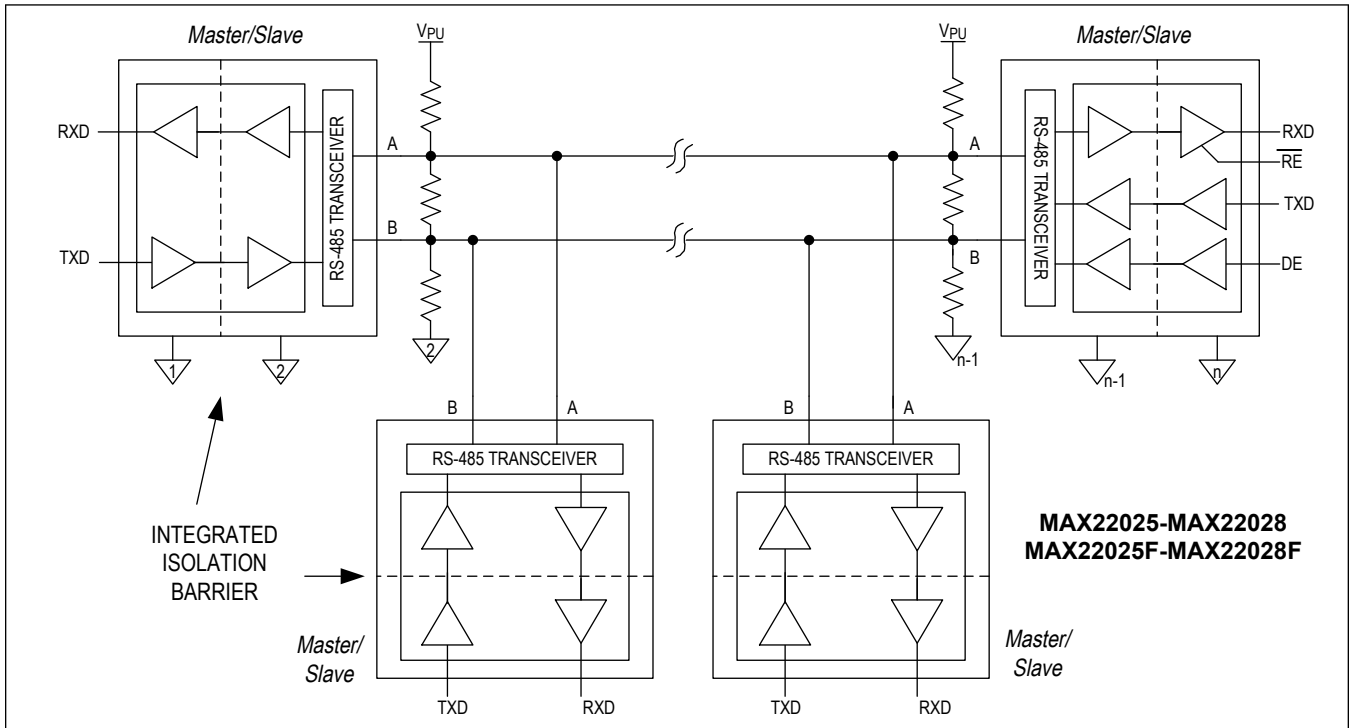 Master/Slave
VPU
VPU
Master/Slave
RXD
TXD
RS-485 TRANSCEIVER
A
B
A
B
RS-485 TRANSCEIVER
RXD
RE
TXD
DE
1
2
2
n-1
n-1
n
B
A
B
A
RS-485 TRANSCEIVER
RS-485 TRANSCEIVER
INTEGRATED
ISOLATION
BARRIER
MAX22025-MAX22028
MAX22025F-MAX22028F
Master/
Slave
Master/
Slave
TXD
RXD
TXD
RXD